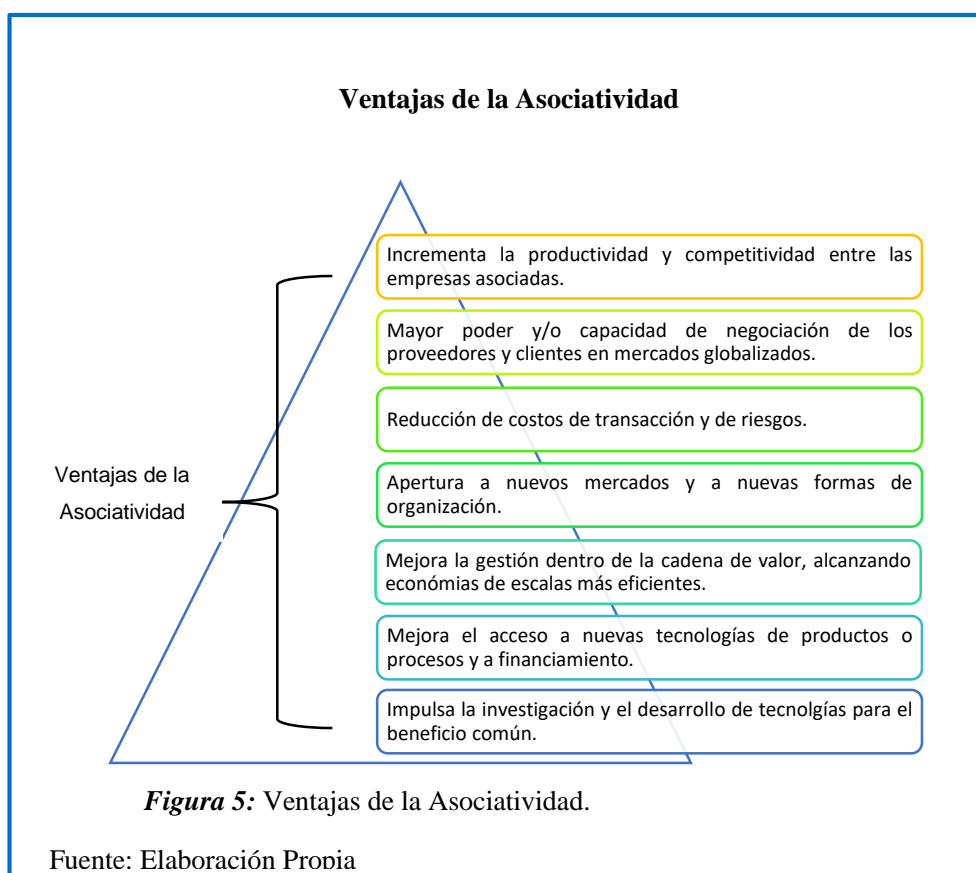 Ventajas de la Asociatividad
Incrementa la productividad y competitividad entre las
empresas asociadas.
Mayor poder y/o capacidad de negociación de los
proveedores y clientes en mercados globalizados.
Reducción de costos de transacción y de riesgos.
Ventajas de la
Asociatividad
Apertura a nuevos mercados y a nuevas formas de
organización.
Mejora la gestión dentro de la cadena de valor, alcanzando
económias de escalas más eficientes.
Mejora el acceso a nuevas tecnologías de productos o
procesos y a financiamiento.
Impulsa la investigación y el desarrollo de tecnolgías para el
beneficio común.
Figura 5: Ventajas de la Asociatividad.
Fuente: Elaboración Propia